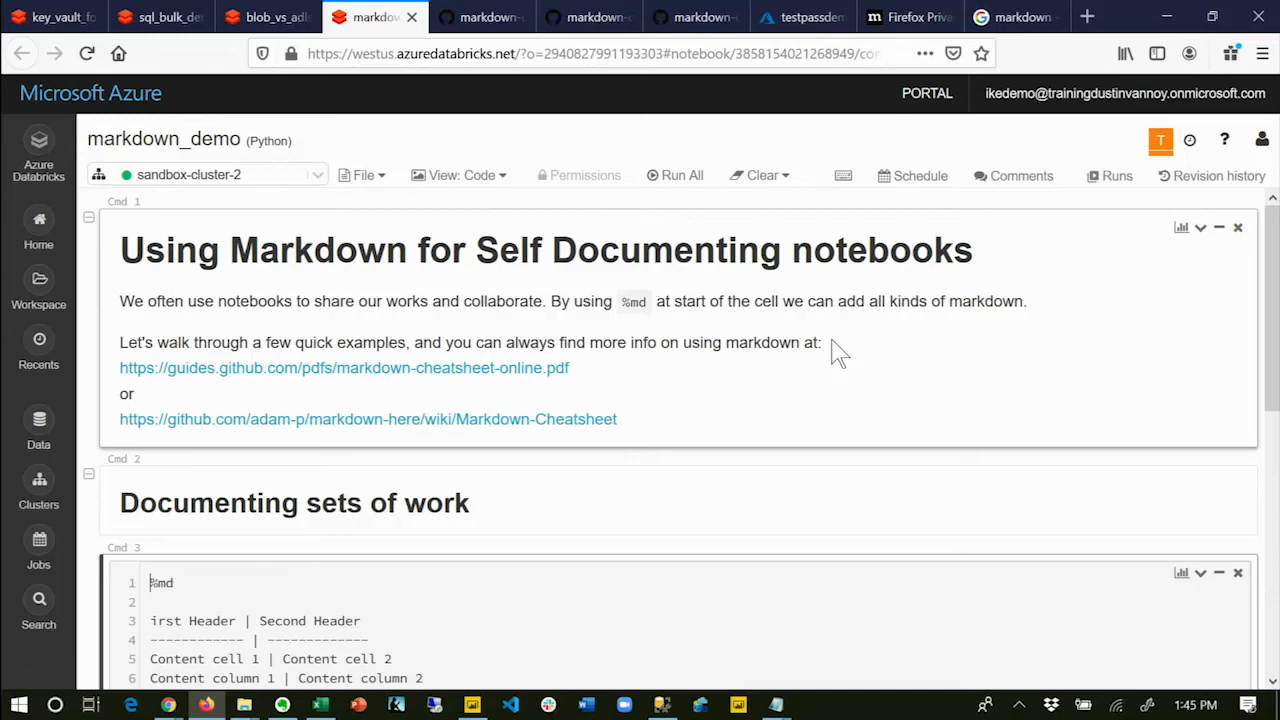 key_vault_fo
sql_bulk_de
blob_vs_adl
markdow
markdown-
markdown-
markdown-
testpassdem
Firefox Priva
markdown
https://westus.azuredatabricks.net/?o=2940827991193303#notebook/3858154021268949/co
Microsoft Azure
PORTAL
ikedemo@trainingdustinvannoy.onmicrosoft.com
Azure
Databricks
Home
Workspace
Recents
Data
Clusters
Jobs
Search
markdown_demo (Python)
T
sandbox-cluster-2
File
View: Code
Permissions
Run All
Clear
Schedule
Comments
Runs
Revision history
Cmd 1
Using Markdown for Self Documenting notebooks
We often use notebooks to share our works and collaborate. By using %md at start of the cell we can add all kinds of markdown.
Let's walk through a few quick examples, and you can always find more info on using markdown at:
https://guides.github.com/pdfs/markdown-cheatsheet-online.pdf
or
https://github.com/adam-p/markdown-here/wiki/Markdown-Cheatsheet
Cmd 2
Documenting sets of work
Cmd 3
1 %md
2
3 irst Header | Second Header
4 ------------ | -------------
5 Content cell 1 | Content cell 2
6 Content column 1 | Content column 2
1:45 PM